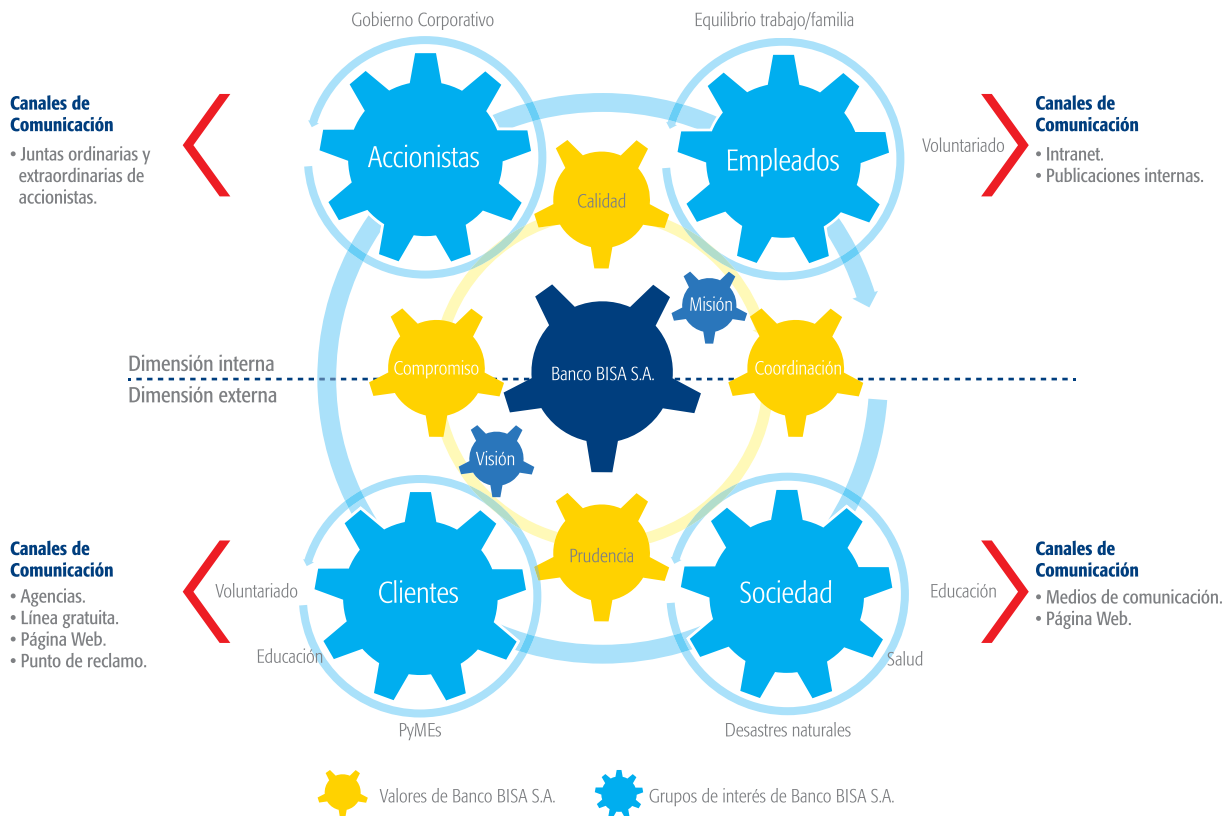 Gobierno Corporativo
Equilibrio trabajo/familia
Canales de
Comunicación
• Juntas ordinarias y
extraordinarias de
accionistas.
Accionistas
Empleados
Voluntariado
Canales de
Comunicación
• Intranet.
• Publicaciones internas.
Calidad
Misión
Dimensión interna
Dimensión externa
Compromiso
Banco BISA S.A.
Coordinación
Visión
Prudencia
Canales de
Comunicación
• Agencias.
• Línea gratuita.
• Página Web.
• Punto de reclamo.
Voluntariado
Educación
Clientes
PyMEs
Sociedad
Educación
Salud
Desastres naturales
Canales de
Comunicación
• Medios de comunicación.
• Página Web.
Valores de Banco BISA S.A.
Grupos de interés de Banco BISA S.A.